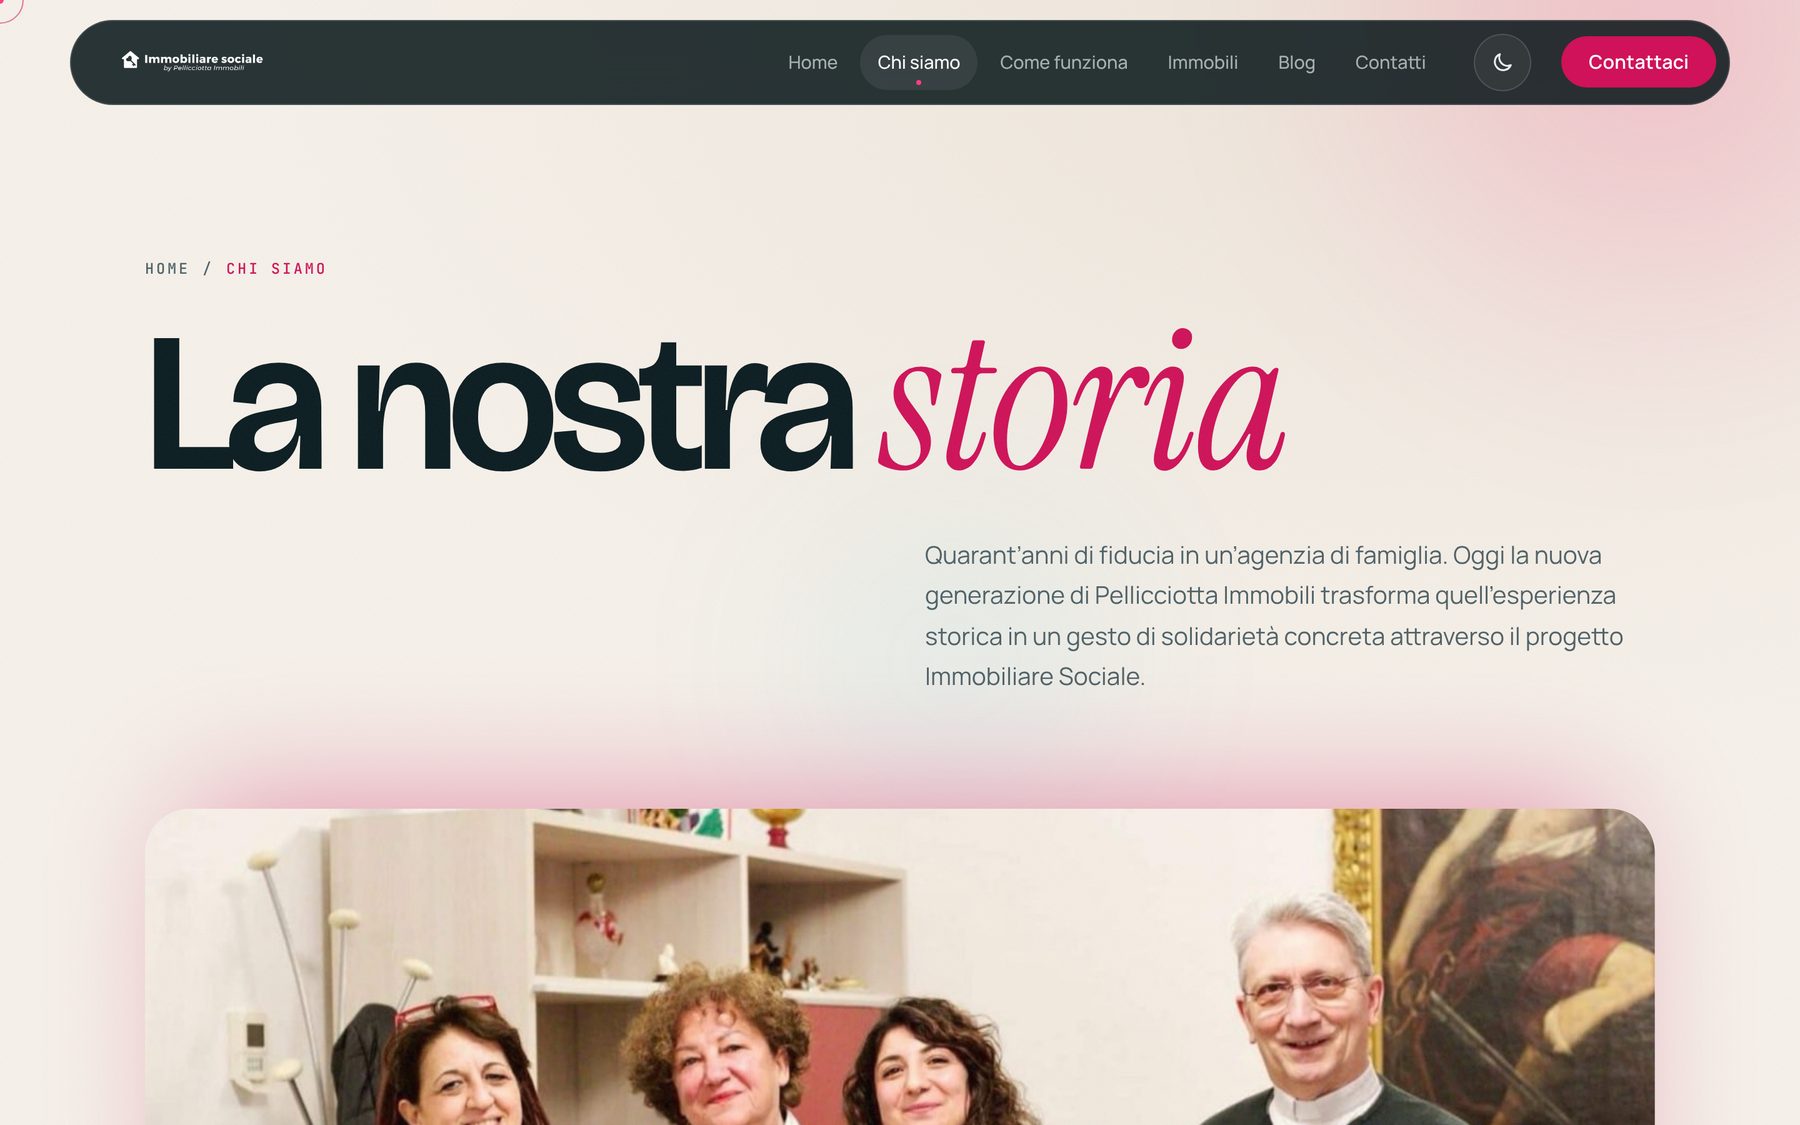 Immobiliare sociale
by Pellicciotta Immobili
Home
Chi siamo
Come funziona
Immobili
Blog
Contatti
Contattaci
HOME / CHI SIAMO
La nostra storia
Quarant’anni di fiducia in un’agenzia di famiglia. Oggi la nuova
generazione di Pellicciotta Immobili trasforma quell’esperienza
storica in un gesto di solidarietà concreta attraverso il progetto
Immobiliare Sociale.